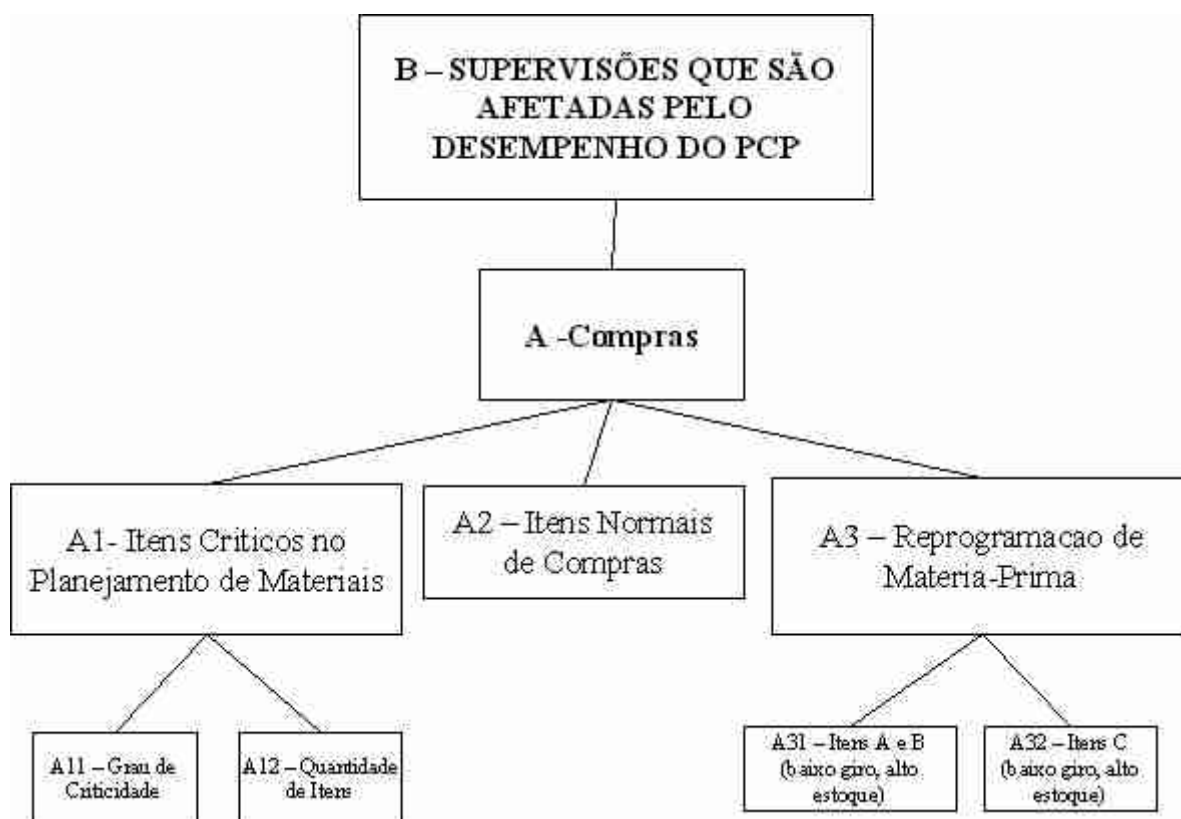 B – SUPERVISÕES QUE SÃO
AFETADAS PELO
DESEMPENHO DO PCP
A -Compras
A1- Itens Criticos no
Planejamento de Materiais
A2 – Itens Normais
de Compras
A3 – Reprogramacao de
Materia-Prima
A11 – Grau de
Criticidade
A12 – Quantidade
de Itens
A31 – Itens A e B
(baixo giro, alto
estoque)
A32 – Itens C
(baixo giro, alto
estoque)